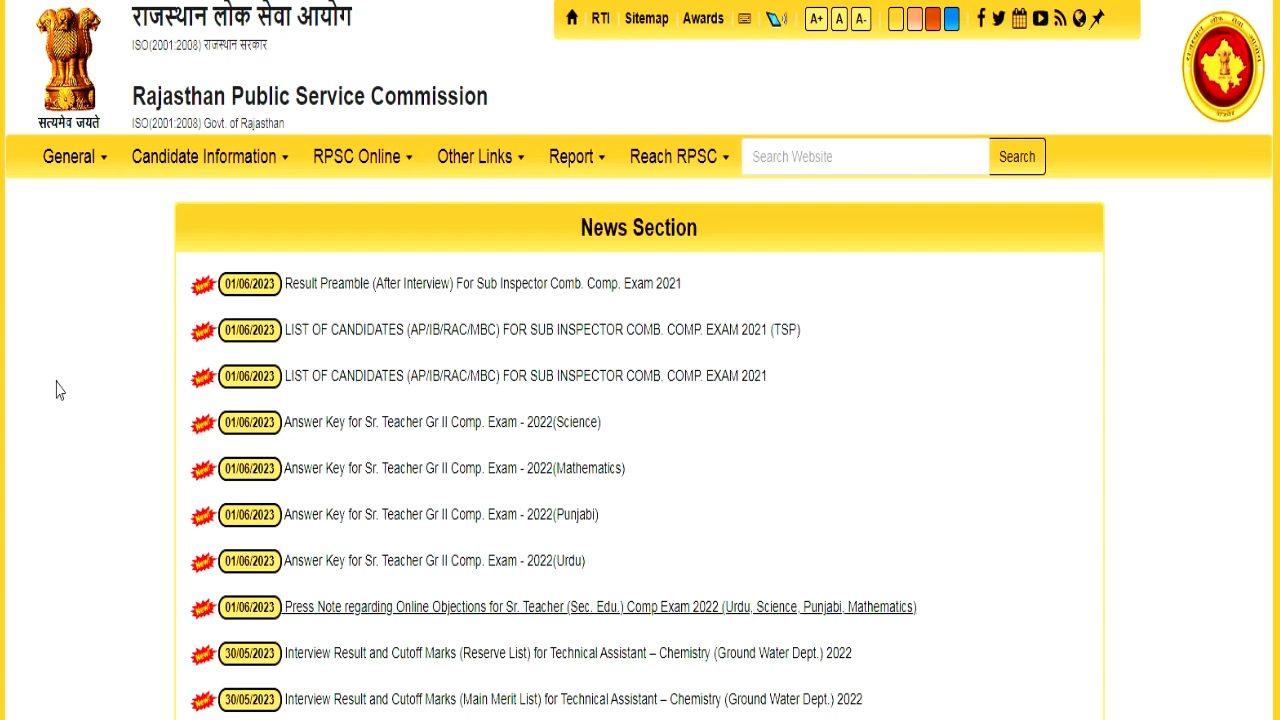 राजस्थान लोक सेवा आयोग
ISO(2001:2008) राजस्थान सरकार
Rajasthan Public Service Commission
ISO(2001:2008) Govt. of Rajasthan
सत्यमेव जयते
RTI Sitemap Awards A+ A A-
General Candidate Information RPSC Online Other Links Report Reach RPSC Search Website Search
News Section
New! 01/06/2023 Result Preamble (After Interview) For Sub Inspector Comb. Comp. Exam 2021
New! 01/06/2023 LIST OF CANDIDATES (AP/IB/RAC/MBC) FOR SUB INSPECTOR COMB. COMP. EXAM 2021 (TSP)
New! 01/06/2023 LIST OF CANDIDATES (AP/IB/RAC/MBC) FOR SUB INSPECTOR COMB. COMP. EXAM 2021
New! 01/06/2023 Answer Key for Sr. Teacher Gr II Comp. Exam - 2022(Science)
New! 01/06/2023 Answer Key for Sr. Teacher Gr II Comp. Exam - 2022(Mathematics)
New! 01/06/2023 Answer Key for Sr. Teacher Gr II Comp. Exam - 2022(Punjabi)
New! 01/06/2023 Answer Key for Sr. Teacher Gr II Comp. Exam - 2022(Urdu)
New! 01/06/2023 Press Note regarding Online Objections for Sr. Teacher (Sec. Edu.) Comp Exam 2022 (Urdu, Science, Punjabi, Mathematics)
New! 30/05/2023 Interview Result and Cutoff Marks (Reserve List) for Technical Assistant – Chemistry (Ground Water Dept.) 2022
New! 30/05/2023 Interview Result and Cutoff Marks (Main Merit List) for Technical Assistant – Chemistry (Ground Water Dept.) 2022